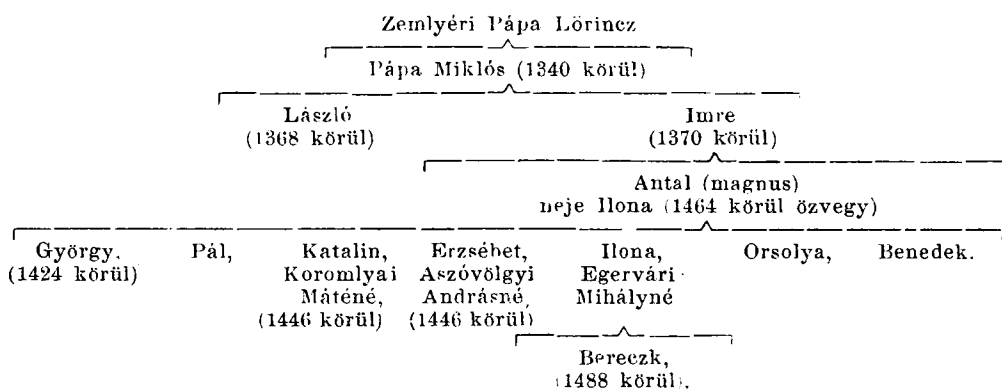 Zemlyéri Pápa Lőrincz
Pápa Miklós (1340 körül)
László Imre
(1368 körül) (1370 körül)
Antal (magnus)
neje Ilona (1464 körül özvegy)
György. Pál, Katalin, Erzsébet, Ilona, Orsolya, Benedek.
(1424 körül) Koromlyai Aszóvölgyi Egervári
Máténé, Andrásné, Mihályné
(1446 körül) (1446 körül)
Bereczk,
(1488 körül).